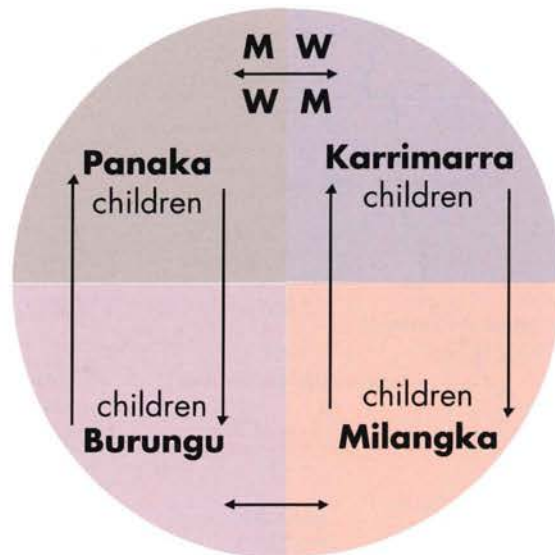 M W
W M
Panaka
children
Karrimarra
children
children
Burungu
children
Milangka